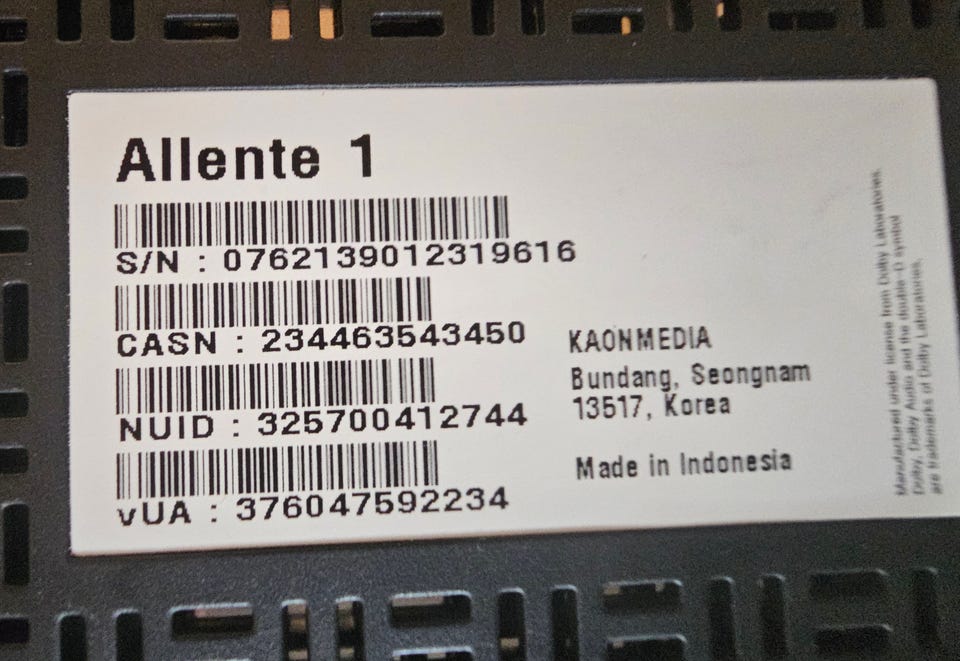 Allente 1
S/N : 0762139012319616
CASN : 234463543450
NUID : 325700412744
vUA : 376047592234
KAONMEDIA
Bundang, Seongnam
13517, Korea
Made in Indonesia
Manufactured under license from Dolby Laboratories.
Dolby, Dolby Audio and the double-D symbol
are trademarks of Dolby Laboratories.